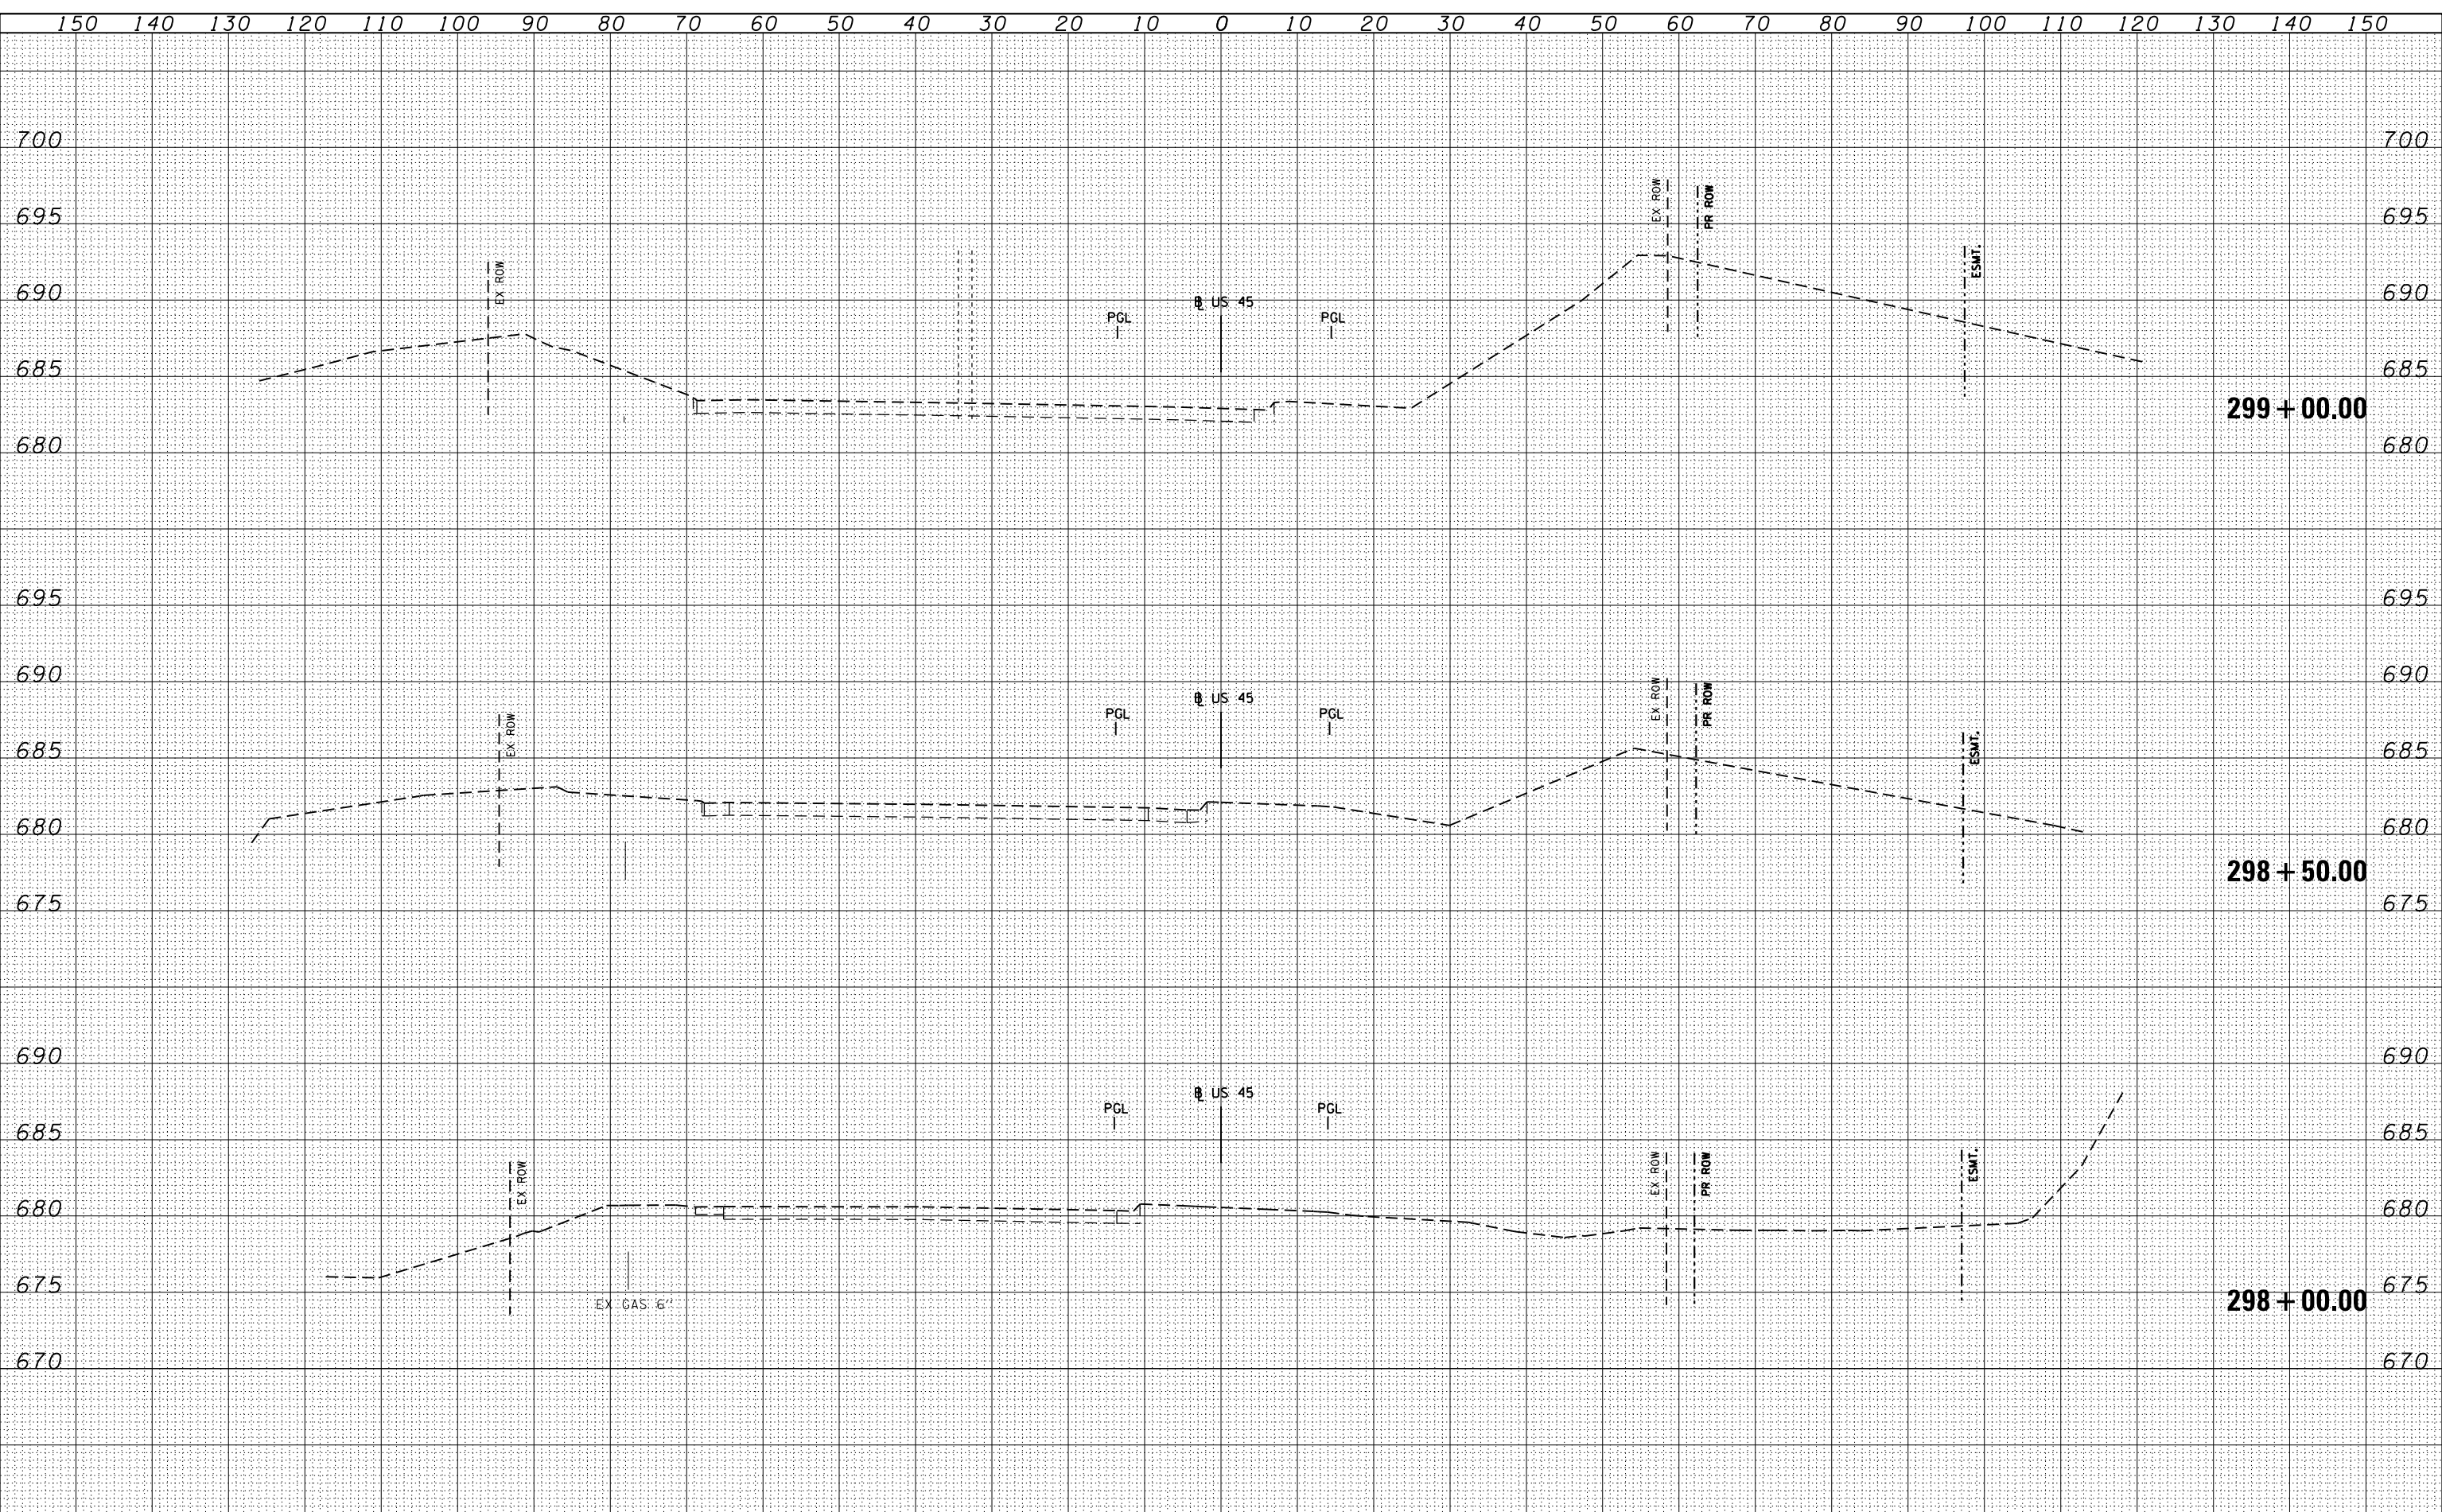 150 140 130 120 110 100 90 80 70 60 50 40 30 20 10 0 10 20 30 40 50 60 70 80 90 100 110 120 130 140 150
700 700
EX ROW
PR ROW
695 695
ESMT.
EX ROW
690 BL US 45 690
PGL PGL
685 685
299+00.00
680 680
695 695
690 690
EX ROW
PR ROW
BL US 45
PGL PGL
EX ROW
ESMT.
685 685
680 680
298+50.00
675 675
690 690
BL US 45
PGL PGL
685 685
EX ROW
EX ROW
PR ROW
ESMT.
680 680
675 675
EX GAS 6"
298+00.00
670 670